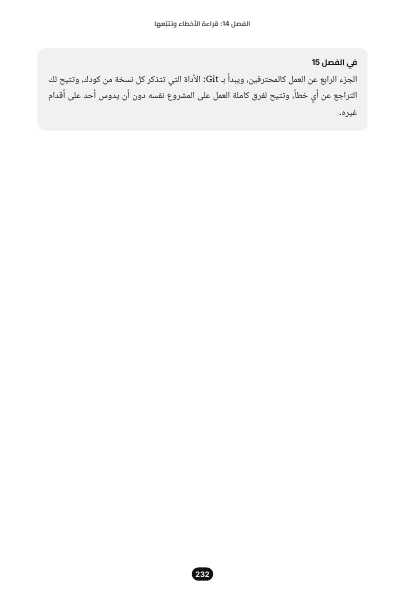 الفصل 14: قراءة الأخطاء وتتبّعها
في الفصل 15
الجزء الرابع عن العمل كالمحترفين، ويبدأ بـ Git: الأداة التي تتذكر كل نسخة من كودك، وتتيح لك
التراجع عن أي خطأ، وتتيح لفرق كاملة العمل على المشروع نفسه دون أن يدوس أحد على أقدام
غيره.
232